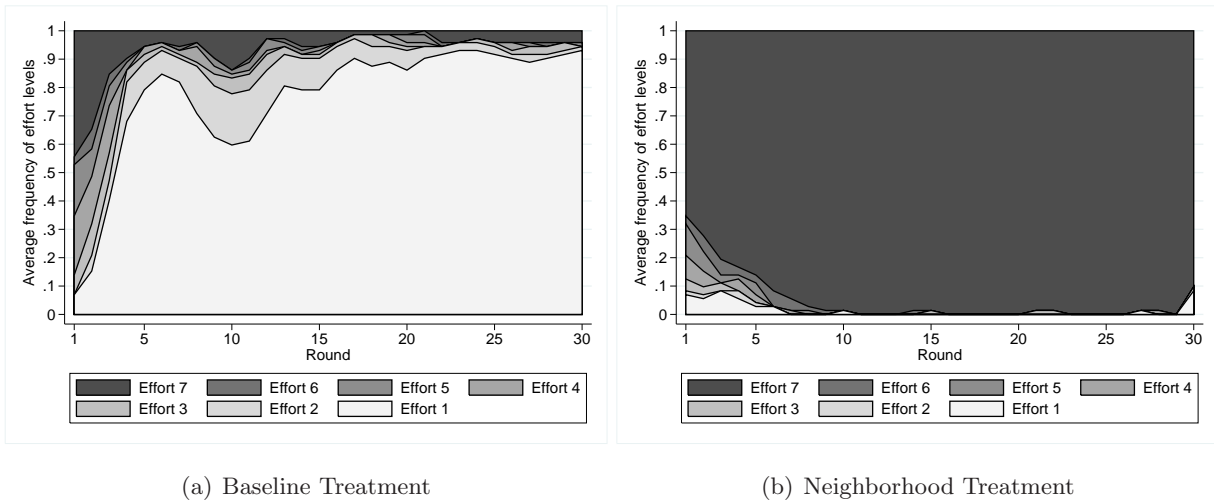 Average frequency of effort levels
1
.9
.8
.7
.6
.5
.4
.3
.2
.1
0
1 5 10 15 20 25 30
Round
Effort 7 Effort 6 Effort 5 Effort 4
Effort 3 Effort 2 Effort 1
(a) Baseline Treatment
Average frequency of effort levels
1
.9
.8
.7
.6
.5
.4
.3
.2
.1
0
1 5 10 15 20 25 30
Round
Effort 7 Effort 6 Effort 5 Effort 4
Effort 3 Effort 2 Effort 1
(b) Neighborhood Treatment